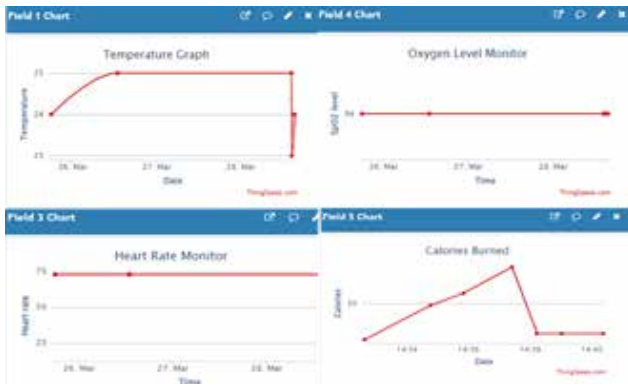 Field 1 Chart
Temperature Graph
Temperature
25
24
23
26. Mar
27. Mar
28. Mar
Date
ThingSpeak.com
Field 4 Chart
Oxygen Level Monitor
SpO2 level
26. Mar
27. Mar
28. Mar
Time
ThingSpeak.com
Field 3 Chart
Heart Rate Monitor
Heart rate
75
50
25
26. Mar
27. Mar
28. Mar
Time
Field 5 Chart
Calories Burned
Calories
14:34
Date
ThingSpeak.com